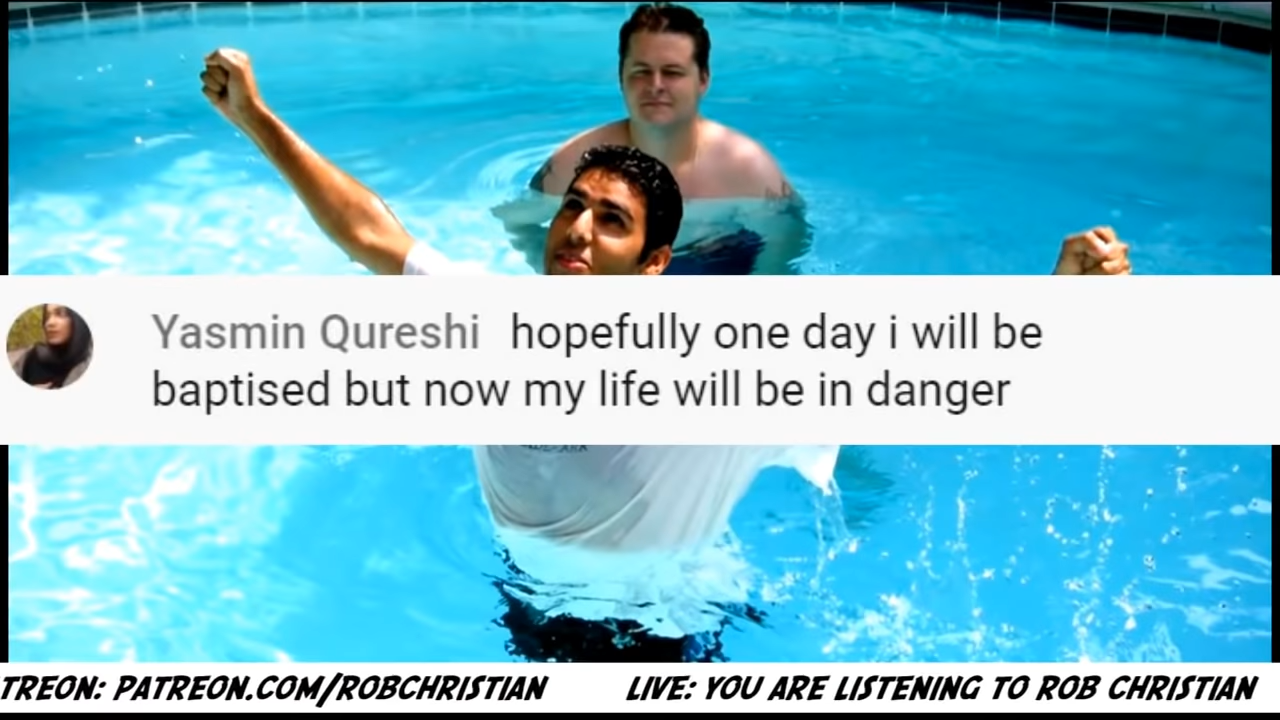 Yasmin Qureshi hopefully one day i will be
baptised but now my life will be in danger
TREON: PATREON.COM/ROBCHRISTIAN LIVE: YOU ARE LISTENING TO ROB CHRISTIAN